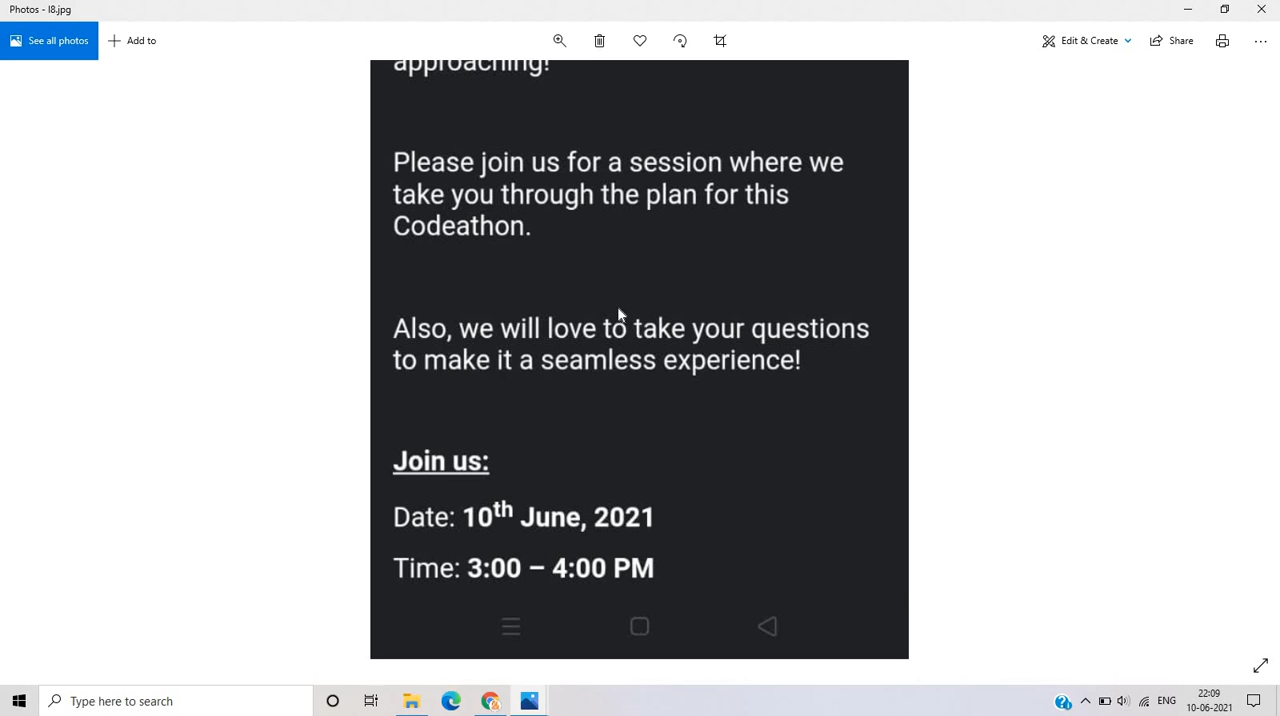 Photos - I8.jpg
See all photos
Add to
Edit & Create
Share
approaching!
Please join us for a session where we
take you through the plan for this
Codeathon.
Also, we will love to take your questions
to make it a seamless experience!
Join us:
Date: 10th June, 2021
Time: 3:00 – 4:00 PM
Type here to search
ENG
22:09
10-06-2021